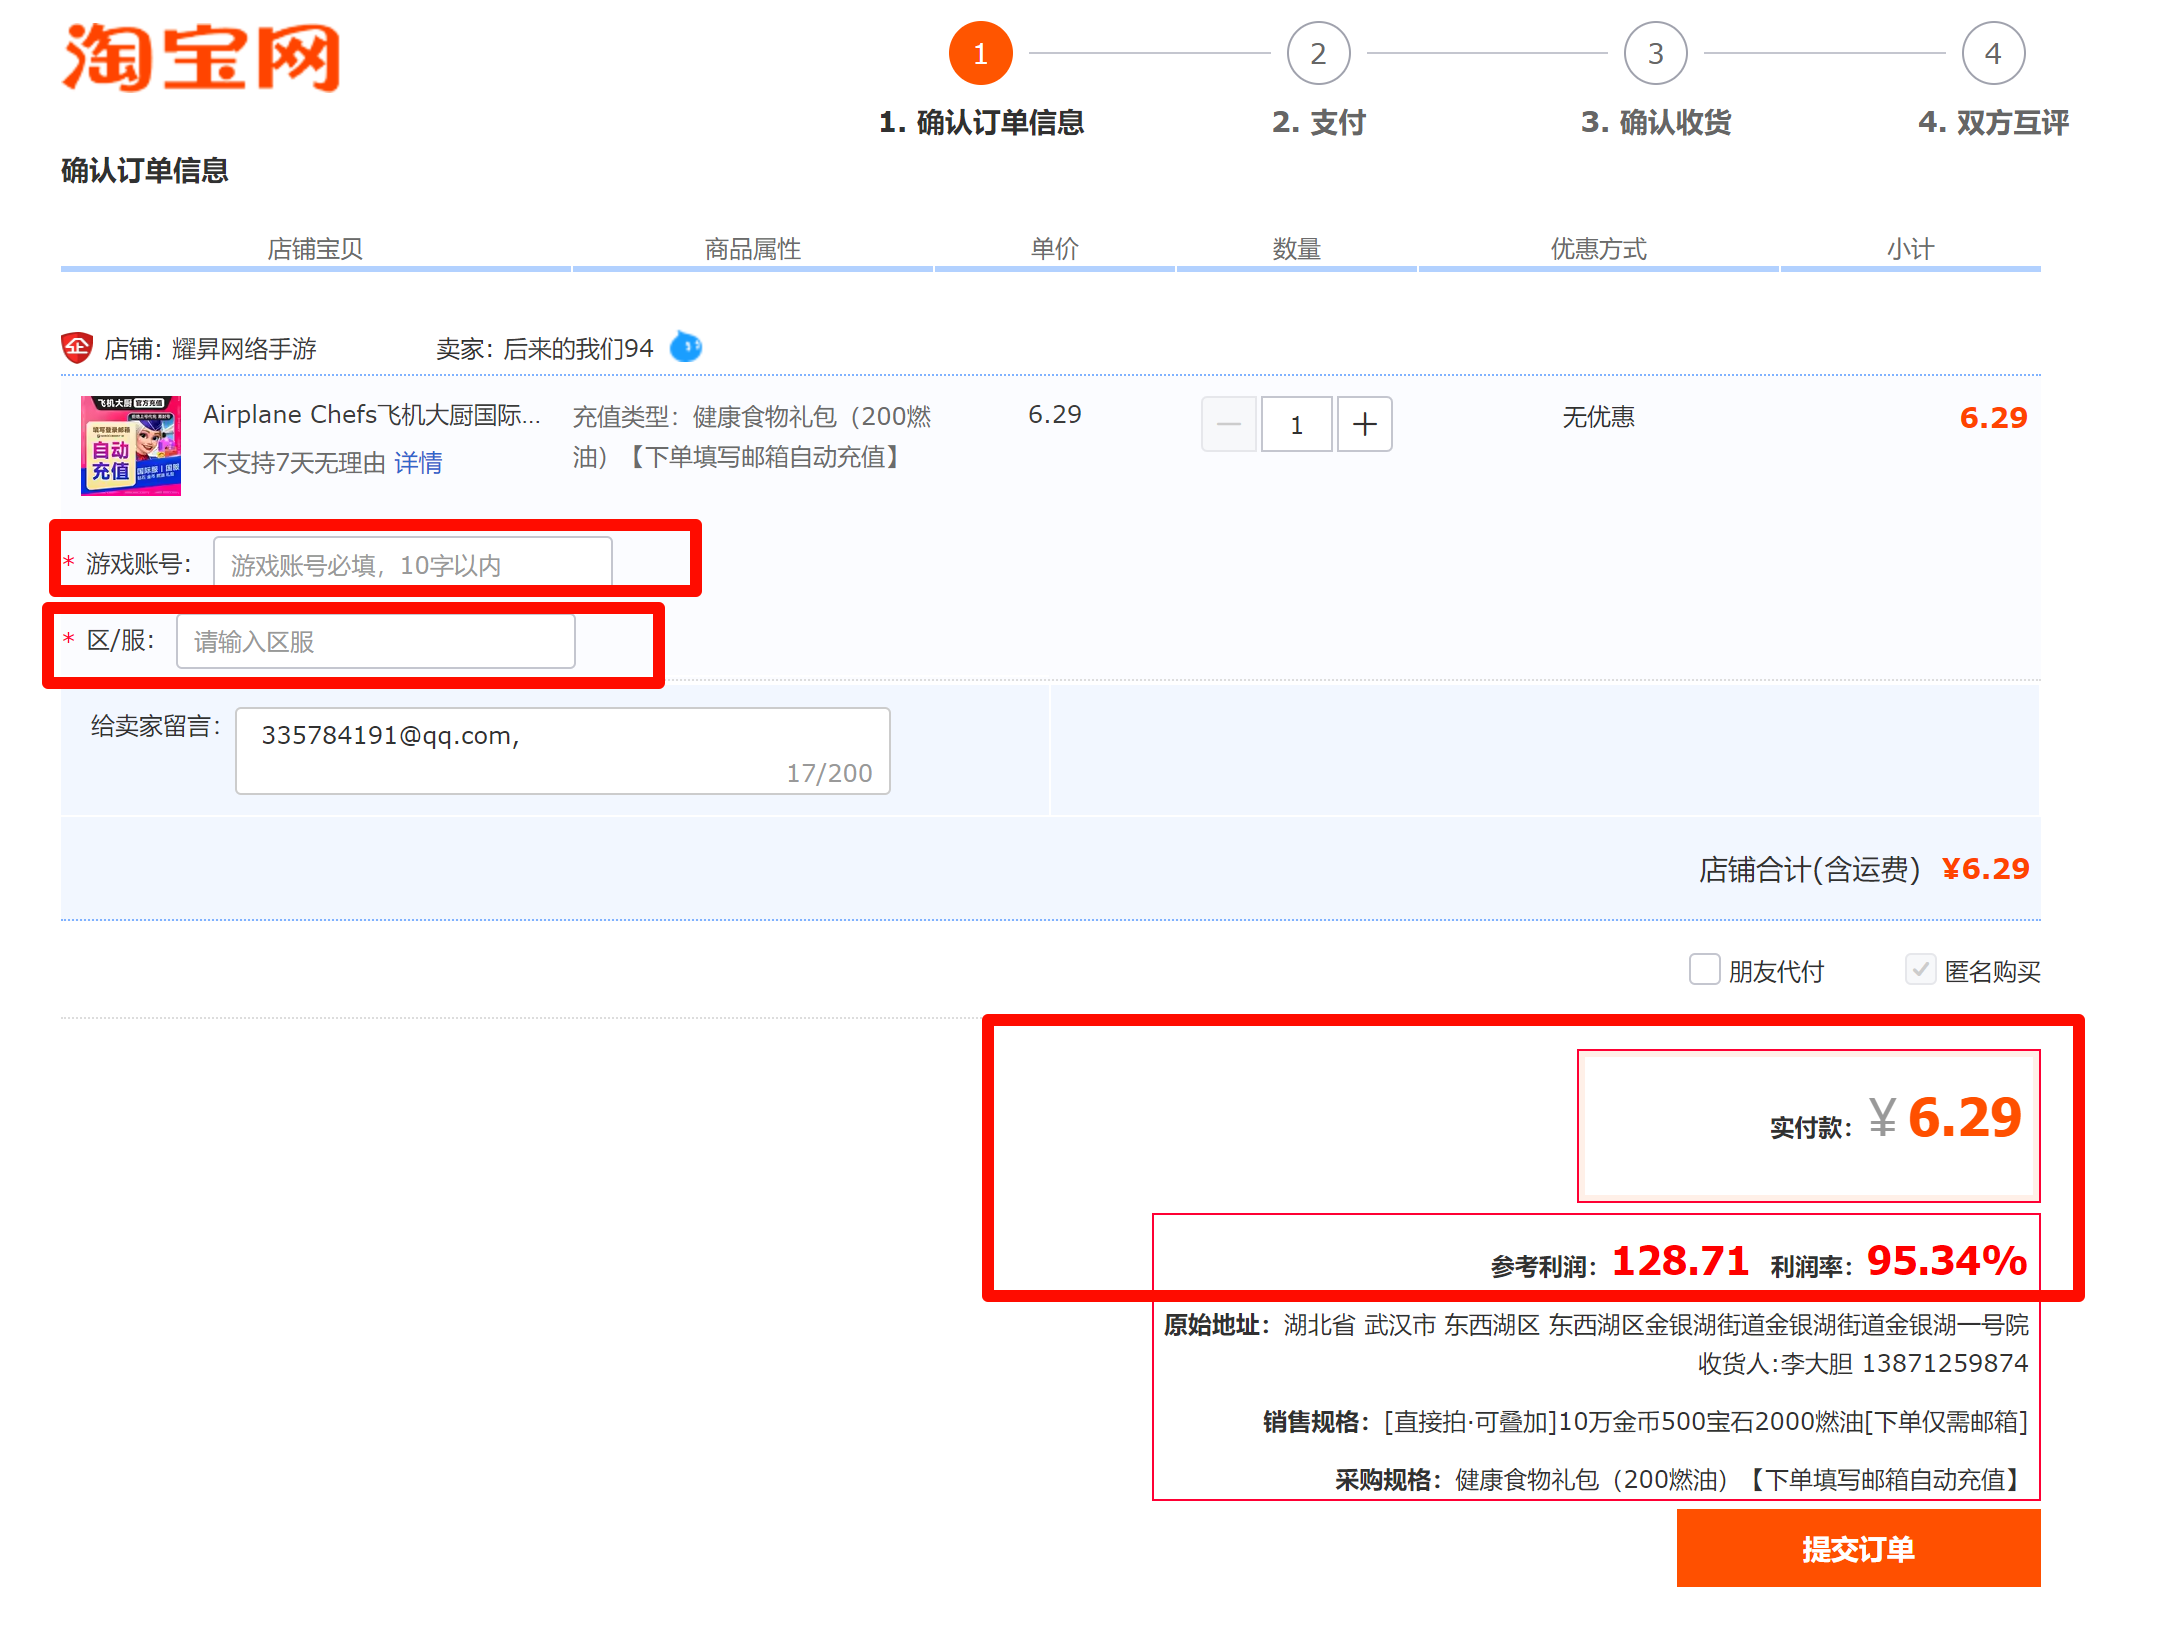 淘宝网
1
2
3
4
1. 确认订单信息
2. 支付
3. 确认收货
4. 双方互评
确认订单信息
店铺宝贝 商品属性 单价 数量 优惠方式 小计
企 店铺：耀昇网络手游 卖家：后来的我们94
飞机大厨 官方充值
填写登录邮箱
自动
充值
国际服 | 国服
Airplane Chefs飞机大厨国际...
不支持7天无理由 详情
充值类型：健康食物礼包（200燃
油）【下单填写邮箱自动充值】
6.29
1
无优惠
6.29
* 游戏账号： 游戏账号必填，10字以内
* 区/服： 请输入区服
给卖家留言： 335784191@qq.com,
17/200
店铺合计(含运费) ¥6.29
朋友代付 匿名购买
实付款：¥ 6.29
参考利润：128.71 利润率：95.34%
原始地址：湖北省 武汉市 东西湖区 东西湖区金银湖街道金银湖街道金银湖一号院
收货人:李大胆 13871259874
销售规格：[直接拍·可叠加]10万金币500宝石2000燃油[下单仅需邮箱]
采购规格：健康食物礼包（200燃油）【下单填写邮箱自动充值】
提交订单